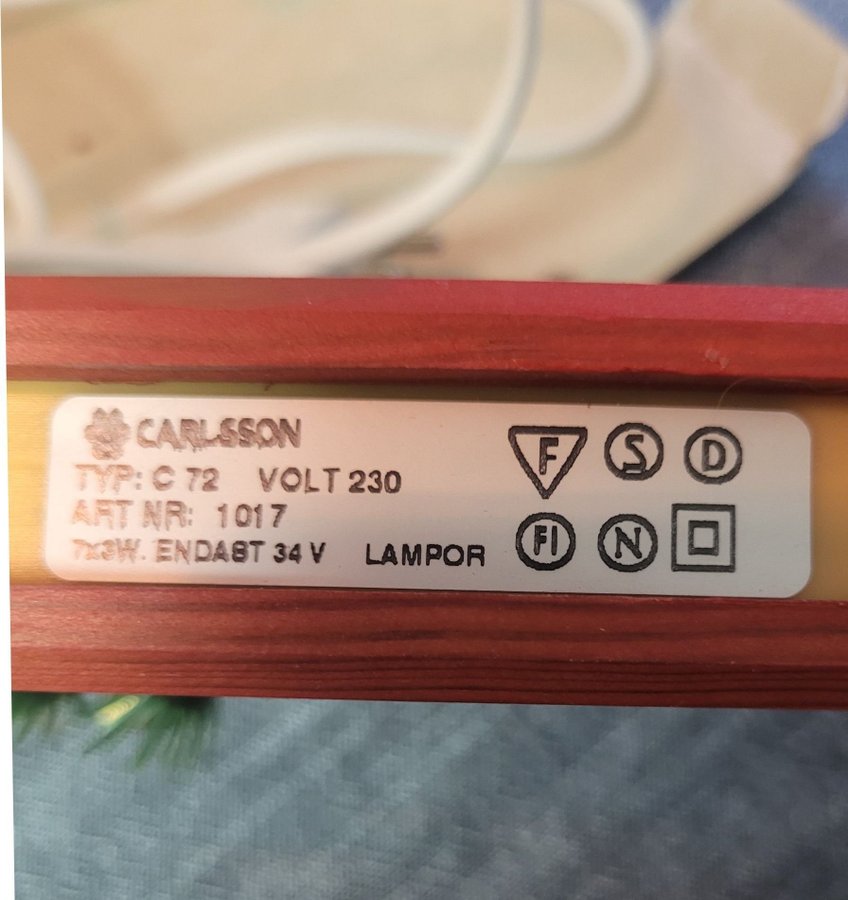 CARLSSON
TYP: C 72 VOLT 230
ART NR: 1017
7x3W. ENDAST 34 V LAMPOR
F S D
FI N